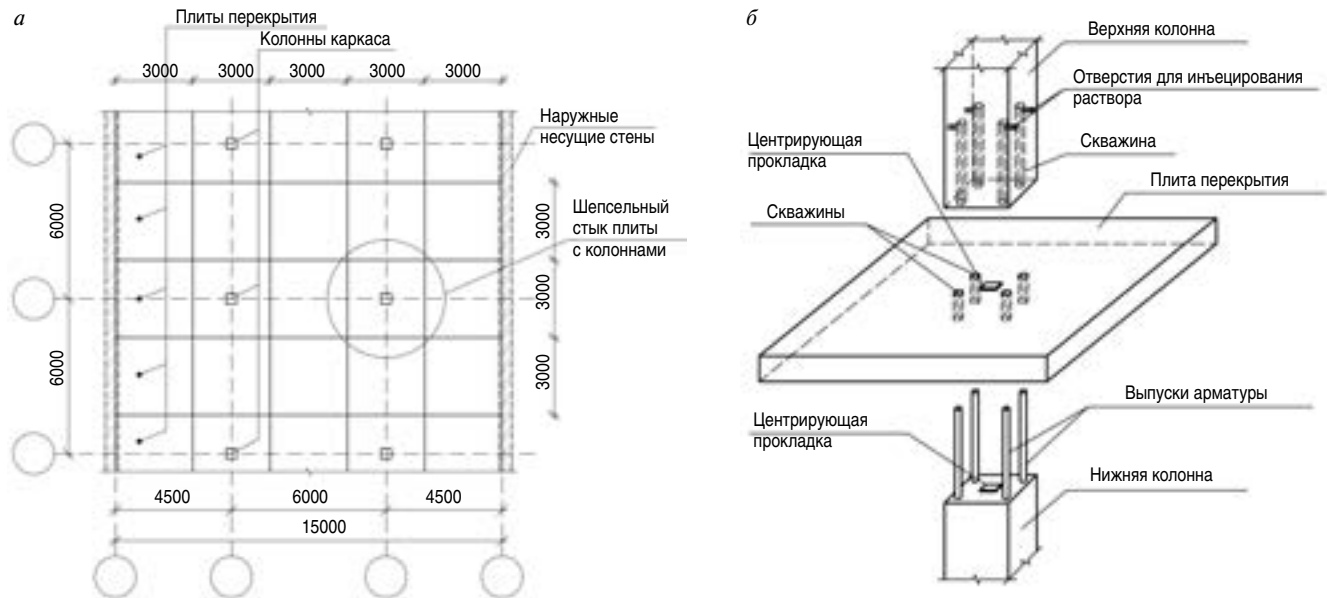 а
Плиты перекрытия
Колонны каркаса
3000 3000 3000 3000 3000
Наружные
несущие стены
Шепсельный
стык плиты
с колоннами
6000
6000
3000
3000
3000
4500 6000 4500
15000
б
Верхняя колонна
Отверстия для инъецирования
раствора
Скважина
Центрирующая
прокладка
Плита перекрытия
Скважины
Выпуски арматуры
Центрирующая
прокладка
Нижняя колонна